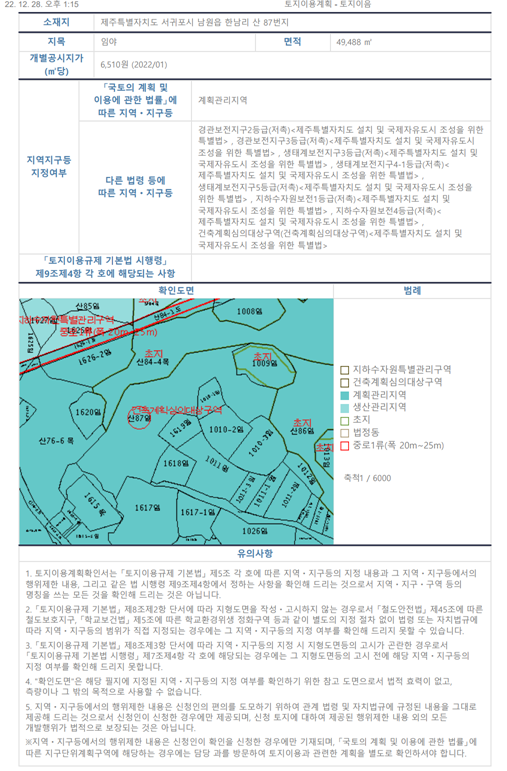 22. 12. 28. 오후 1:15
토지이용계획 - 토지이음
소재지
제주특별자치도 서귀포시 남원읍 한남리 산 87번지
지목
임야
면적
49,488 ㎡
개별공시지가
(㎡당)
6,510원 (2022/01)
지역지구등
지정여부
「국토의 계획 및
이용에 관한 법률」에
따른 지역ㆍ지구등
계획관리지역
다른 법령 등에
따른 지역ㆍ지구등
경관보전지구2등급(저촉)<제주특별자치도 설치 및 국제자유도시 조성을 위한
특별법> , 경관보전지구3등급(저촉)<제주특별자치도 설치 및 국제자유도시
조성을 위한 특별법> , 생태계보전지구3등급(저촉)<제주특별자치도 설치 및
국제자유도시 조성을 위한 특별법> , 생태계보전지구4-1등급(저촉)<
제주특별자치도 설치 및 국제자유도시 조성을 위한 특별법> ,
생태계보전지구5등급(저촉)<제주특별자치도 설치 및 국제자유도시 조성을
위한 특별법> , 지하수자원보전1등급(저촉)<제주특별자치도 설치 및
국제자유도시 조성을 위한 특별법> , 지하수자원보전4등급(저촉)<
제주특별자치도 설치 및 국제자유도시 조성을 위한 특별법> ,
건축계획심의대상구역(건축계획심의대상구역)<제주특별자치도 설치 및
국제자유도시 조성을 위한 특별법>
「토지이용규제 기본법 시행령」
제9조제4항 각 호에 해당되는 사항
확인도면
범례
산85임
1008임
산84-1 도
중로1류(폭 20m~25m)
1626-2임
초지
산84-4목
초지
1009임
1620임
건축계획심의대상구역
산87임
1619임
1010-2임
초지
산86임
초지
산76-6 목
1618임
1011임
1012임
1615 목
1011-1 임
1617임
1617-1임
1026임
지하수자원특별관리구역
건축계획심의대상구역
계획관리지역
생산관리지역
초지
법정동
중로1류(폭 20m~25m)
축척1 / 6000
유의사항
1. 토지이용계획확인서는 「토지이용규제 기본법」 제5조 각 호에 따른 지역ㆍ지구등의 지정 내용과 그 지역ㆍ지구등에서의
행위제한 내용, 그리고 같은 법 시행령 제9조제4항에서 정하는 사항을 확인해 드리는 것으로서 지역ㆍ지구ㆍ구역 등의
명칭을 쓰는 모든 것을 확인해 드리는 것은 아닙니다.
2. 「토지이용규제 기본법」 제8조제2항 단서에 따라 지형도면을 작성ㆍ고시하지 않는 경우로서 「철도안전법」 제45조에 따른
철도보호지구, 「학교보건법」 제5조에 따른 학교환경위생 정화구역 등과 같이 별도의 지정 절차 없이 법령 또는 자치법규에
따라 지역ㆍ지구등의 범위가 직접 지정되는 경우에는 그 지역ㆍ지구등의 지정 여부를 확인해 드리지 못할 수 있습니다.
3. 「토지이용규제 기본법」 제8조제3항 단서에 따라 지역ㆍ지구등의 지정 시 지형도면등의 고시가 곤란한 경우로서
「토지이용규제 기본법 시행령」 제7조제4항 각 호에 해당되는 경우에는 그 지형도면등의 고시 전에 해당 지역ㆍ지구등의
지정 여부를 확인해 드리지 못합니다.
4. "확인도면"은 해당 필지에 지정된 지역ㆍ지구등의 지정 여부를 확인하기 위한 참고 도면으로서 법적 효력이 없고,
측량이나 그 밖의 목적으로 사용할 수 없습니다.
5. 지역ㆍ지구등에서의 행위제한 내용은 신청인의 편의를 도모하기 위하여 관계 법령 및 자치법규에 규정된 내용을 그대로
제공해 드리는 것으로서 신청인이 신청한 경우에만 제공되며, 신청 토지에 대하여 제공된 행위제한 내용 외의 모든
개발행위가 법적으로 보장되는 것은 아닙니다.
※지역ㆍ지구등에서의 행위제한 내용은 신청인이 확인을 신청한 경우에만 기재되며, 「국토의 계획 및 이용에 관한 법률」에
따른 지구단위계획구역에 해당하는 경우에는 담당 과를 방문하여 토지이용과 관련한 계획을 별도로 확인하셔야 합니다.